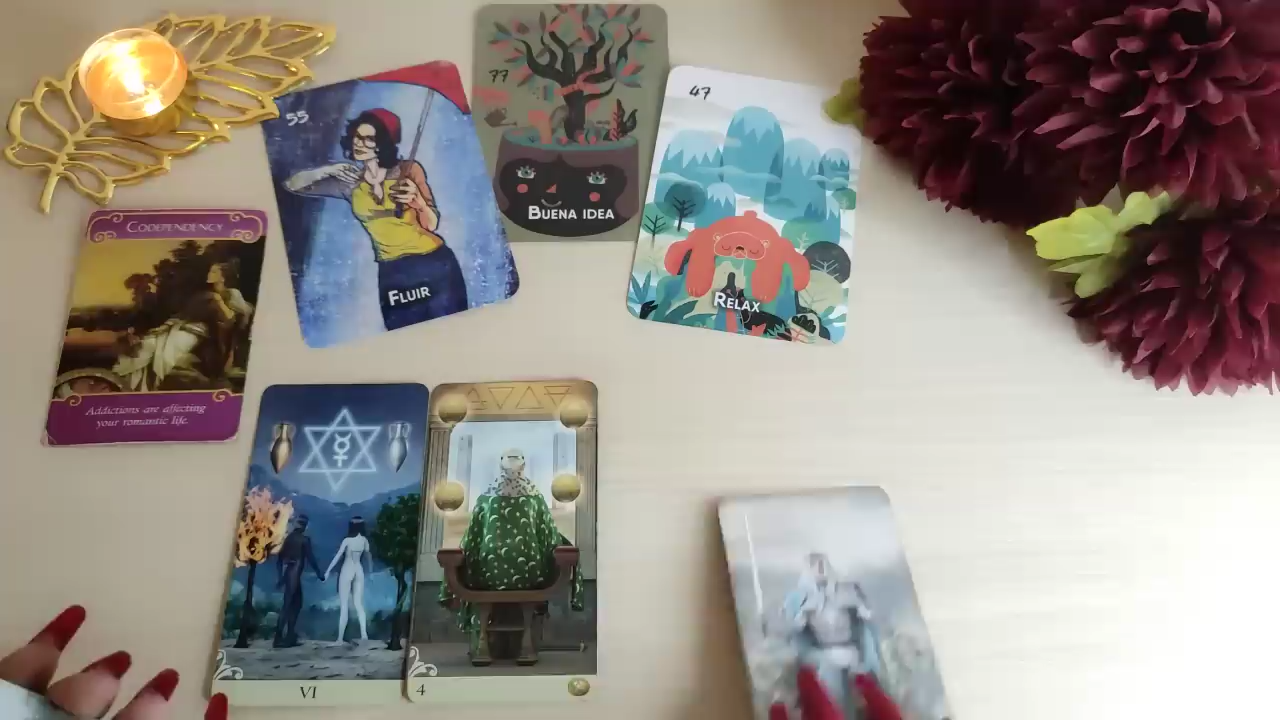 77
BUENA IDEA
55
FLUIR
47
RELAX
CODEPENDENCY
Addictions are affecting
your romantic life.
VI
4